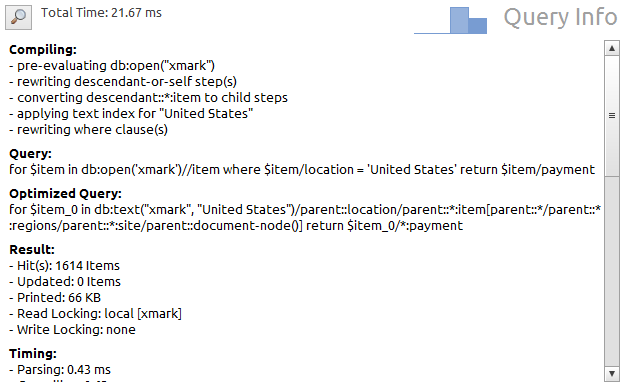 Total Time: 21.67 ms
Query Info
Compiling:
- pre-evaluating db:open("xmark")
- rewriting descendant-or-self step(s)
- converting descendant::*:item to child steps
- applying text index for "United States"
- rewriting where clause(s)
Query:
for $item in db:open('xmark')//item where $item/location = 'United States' return $item/payment
Optimized Query:
for $item_0 in db:text("xmark", "United States")/parent::location/parent::*:item[parent::*/parent::*
:regions/parent::*:site/parent::document-node()] return $item_0/*:payment
Result:
- Hit(s): 1614 Items
- Updated: 0 Items
- Printed: 66 KB
- Read Locking: local [xmark]
- Write Locking: none
Timing:
- Parsing: 0.43 ms